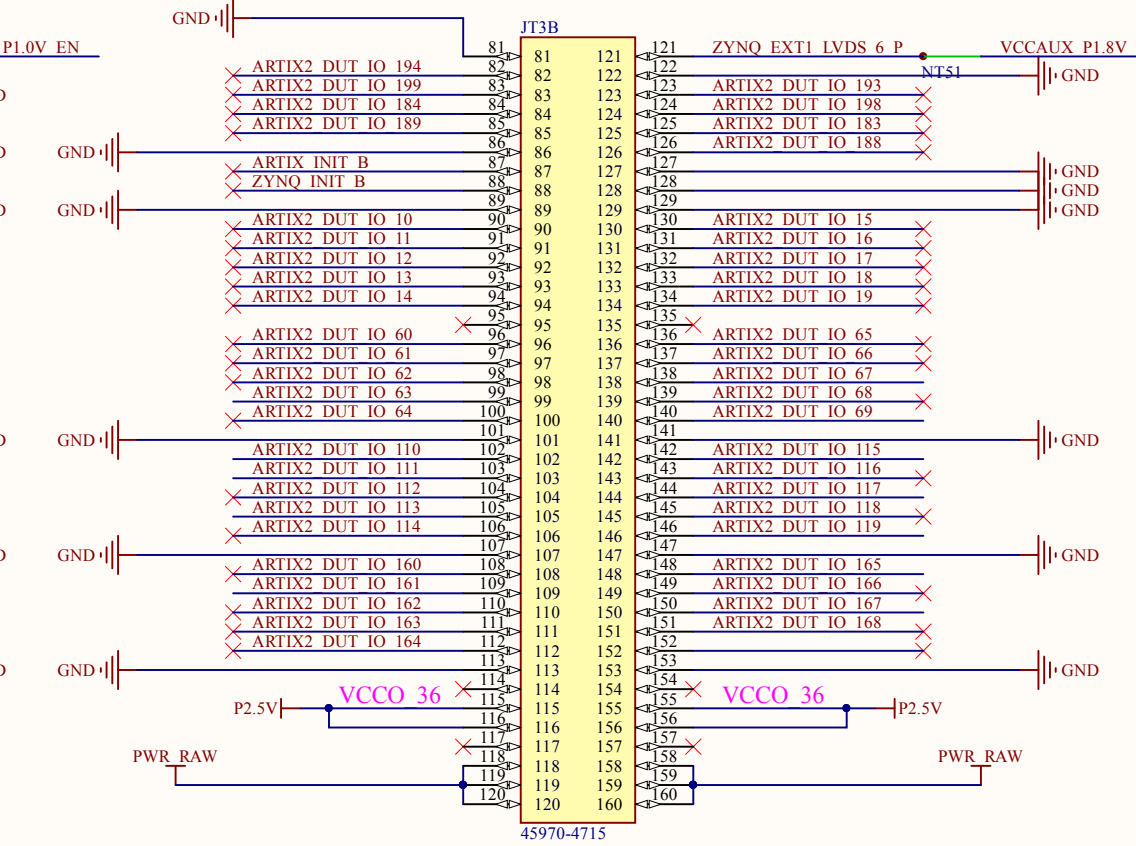 GND
JT3B
P1.0V_EN 81 81 121 121 ZYNQ_EXT1_LVDS_6_P VCCAUX_P1.8V
NT51
ARTIX2_DUT_IO_194 82 82 122 122 GND
D ARTIX2_DUT_IO_199 83 83 123 123 ARTIX2_DUT_IO_193
ARTIX2_DUT_IO_184 84 84 124 124 ARTIX2_DUT_IO_198
ARTIX2_DUT_IO_189 85 85 125 125 ARTIX2_DUT_IO_183
D GND 86 86 126 126 ARTIX2_DUT_IO_188
ARTIX_INIT_B 87 87 127 127 GND
ZYNQ_INIT_B 88 88 128 128 GND
D GND 89 89 129 129 GND
ARTIX2_DUT_IO_10 90 90 130 130 ARTIX2_DUT_IO_15
ARTIX2_DUT_IO_11 91 91 131 131 ARTIX2_DUT_IO_16
ARTIX2_DUT_IO_12 92 92 132 132 ARTIX2_DUT_IO_17
ARTIX2_DUT_IO_13 93 93 133 133 ARTIX2_DUT_IO_18
ARTIX2_DUT_IO_14 94 94 134 134 ARTIX2_DUT_IO_19
95 95 135 135
ARTIX2_DUT_IO_60 96 96 136 136 ARTIX2_DUT_IO_65
ARTIX2_DUT_IO_61 97 97 137 137 ARTIX2_DUT_IO_66
ARTIX2_DUT_IO_62 98 98 138 138 ARTIX2_DUT_IO_67
ARTIX2_DUT_IO_63 99 99 139 139 ARTIX2_DUT_IO_68
ARTIX2_DUT_IO_64 100 100 140 140 ARTIX2_DUT_IO_69
D GND 101 101 141 141 GND
ARTIX2_DUT_IO_110 102 102 142 142 ARTIX2_DUT_IO_115
ARTIX2_DUT_IO_111 103 103 143 143 ARTIX2_DUT_IO_116
ARTIX2_DUT_IO_112 104 104 144 144 ARTIX2_DUT_IO_117
ARTIX2_DUT_IO_113 105 105 145 145 ARTIX2_DUT_IO_118
ARTIX2_DUT_IO_114 106 106 146 146 ARTIX2_DUT_IO_119
D GND 107 107 147 147 GND
ARTIX2_DUT_IO_160 108 108 148 148 ARTIX2_DUT_IO_165
ARTIX2_DUT_IO_161 109 109 149 149 ARTIX2_DUT_IO_166
ARTIX2_DUT_IO_162 110 110 150 150 ARTIX2_DUT_IO_167
ARTIX2_DUT_IO_163 111 111 151 151 ARTIX2_DUT_IO_168
ARTIX2_DUT_IO_164 112 112 152 152
D GND 113 113 153 153 GND
VCCO_36 114 114 154 154 VCCO_36
P2.5V 115 115 155 155 P2.5V
116 116 156 156
117 117 157 157
PWR_RAW 118 118 158 158 PWR_RAW
119 119 159 159
120 120 160 160
45970-4715